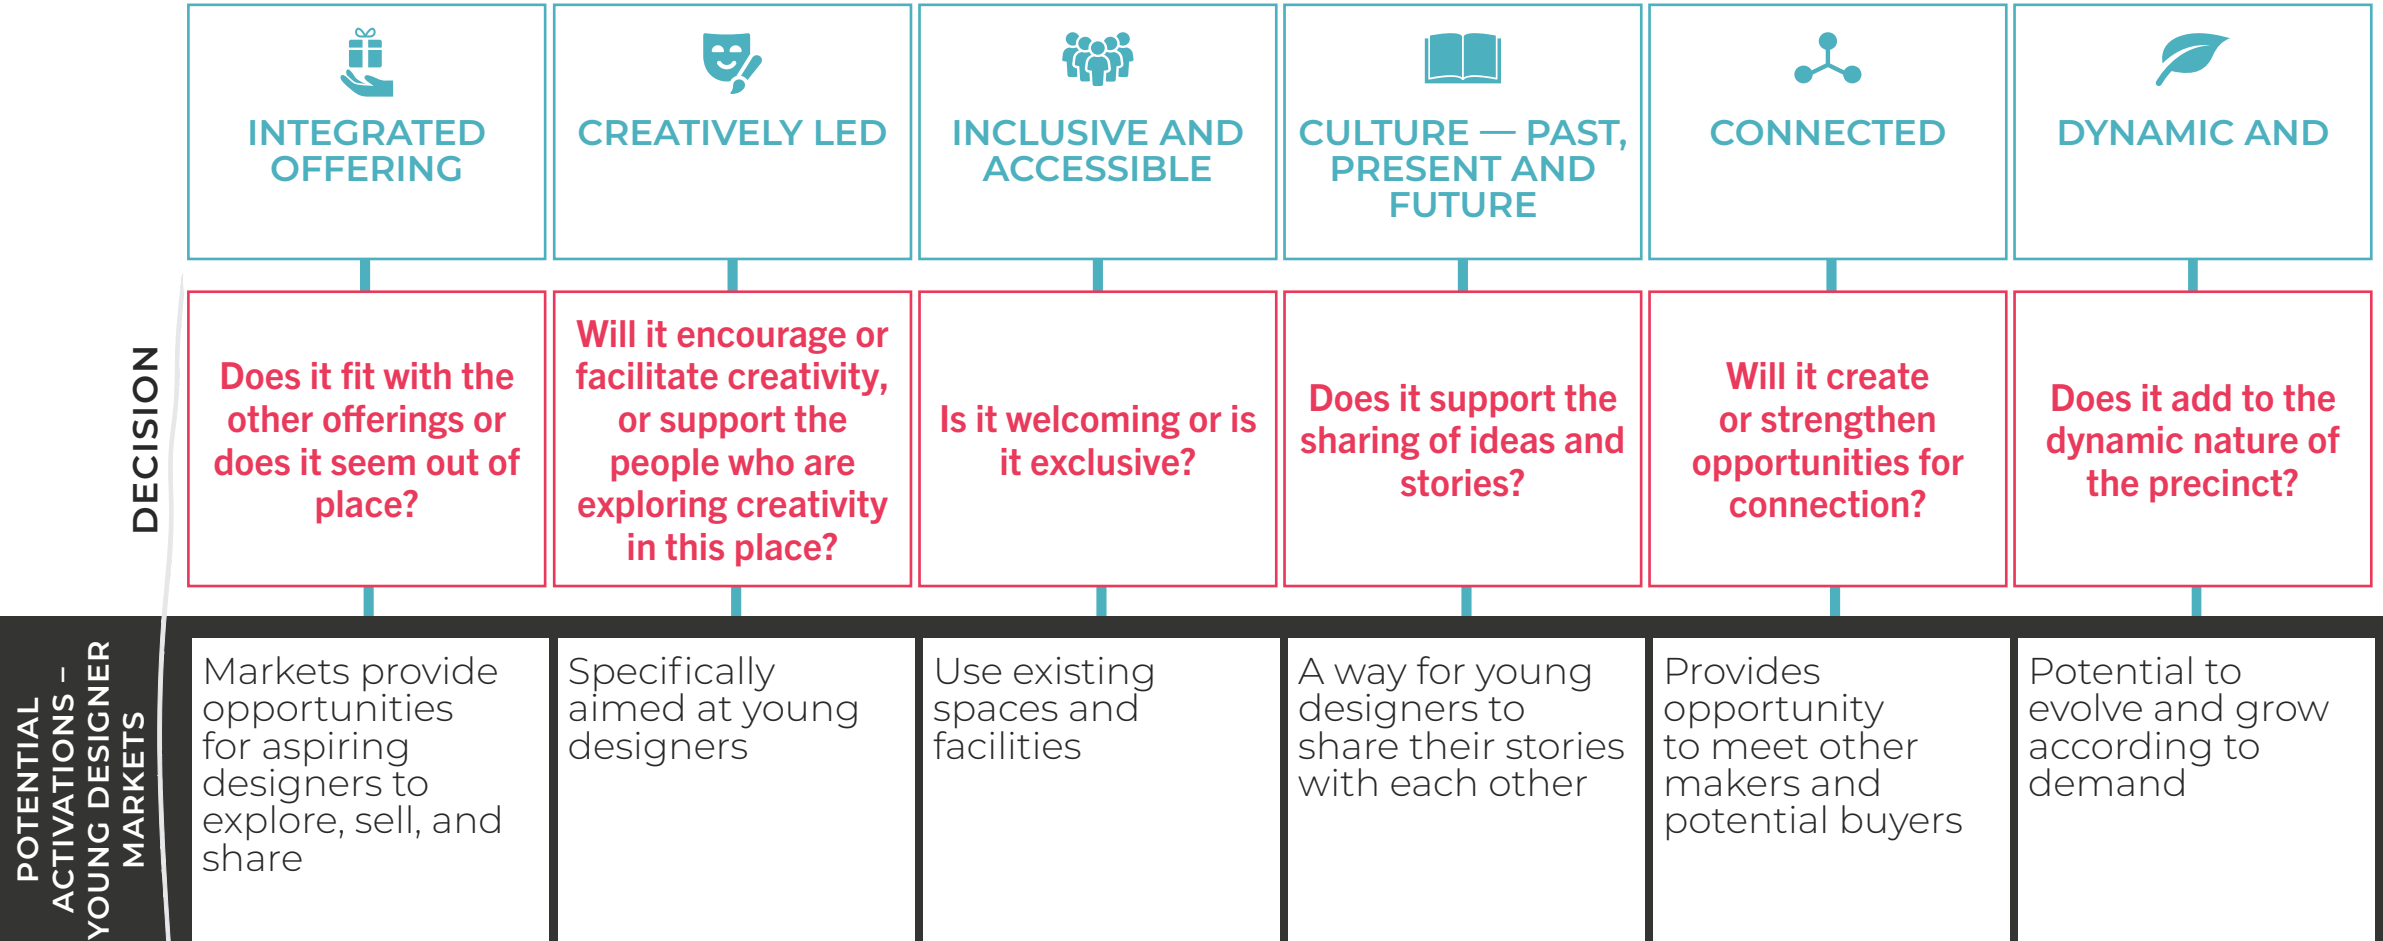 INTEGRATED
OFFERING
CREATIVELY LED
INCLUSIVE AND
ACCESSIBLE
CULTURE — PAST,
PRESENT AND
FUTURE
CONNECTED
DYNAMIC AND
DECISION
Does it fit with the
other offerings or
does it seem out of
place?
Will it encourage or
facilitate creativity,
or support the
people who are
exploring creativity
in this place?
Is it welcoming or is
it exclusive?
Does it support the
sharing of ideas and
stories?
Will it create
or strengthen
opportunities for
connection?
Does it add to the
dynamic nature of
the precinct?
POTENTIAL
ACTIVATIONS –
YOUNG DESIGNER
MARKETS
Markets provide
opportunities
for aspiring
designers to
explore, sell, and
share
Specifically
aimed at young
designers
Use existing
spaces and
facilities
A way for young
designers to
share their stories
with each other
Provides
opportunity
to meet other
makers and
potential buyers
Potential to
evolve and grow
according to
demand